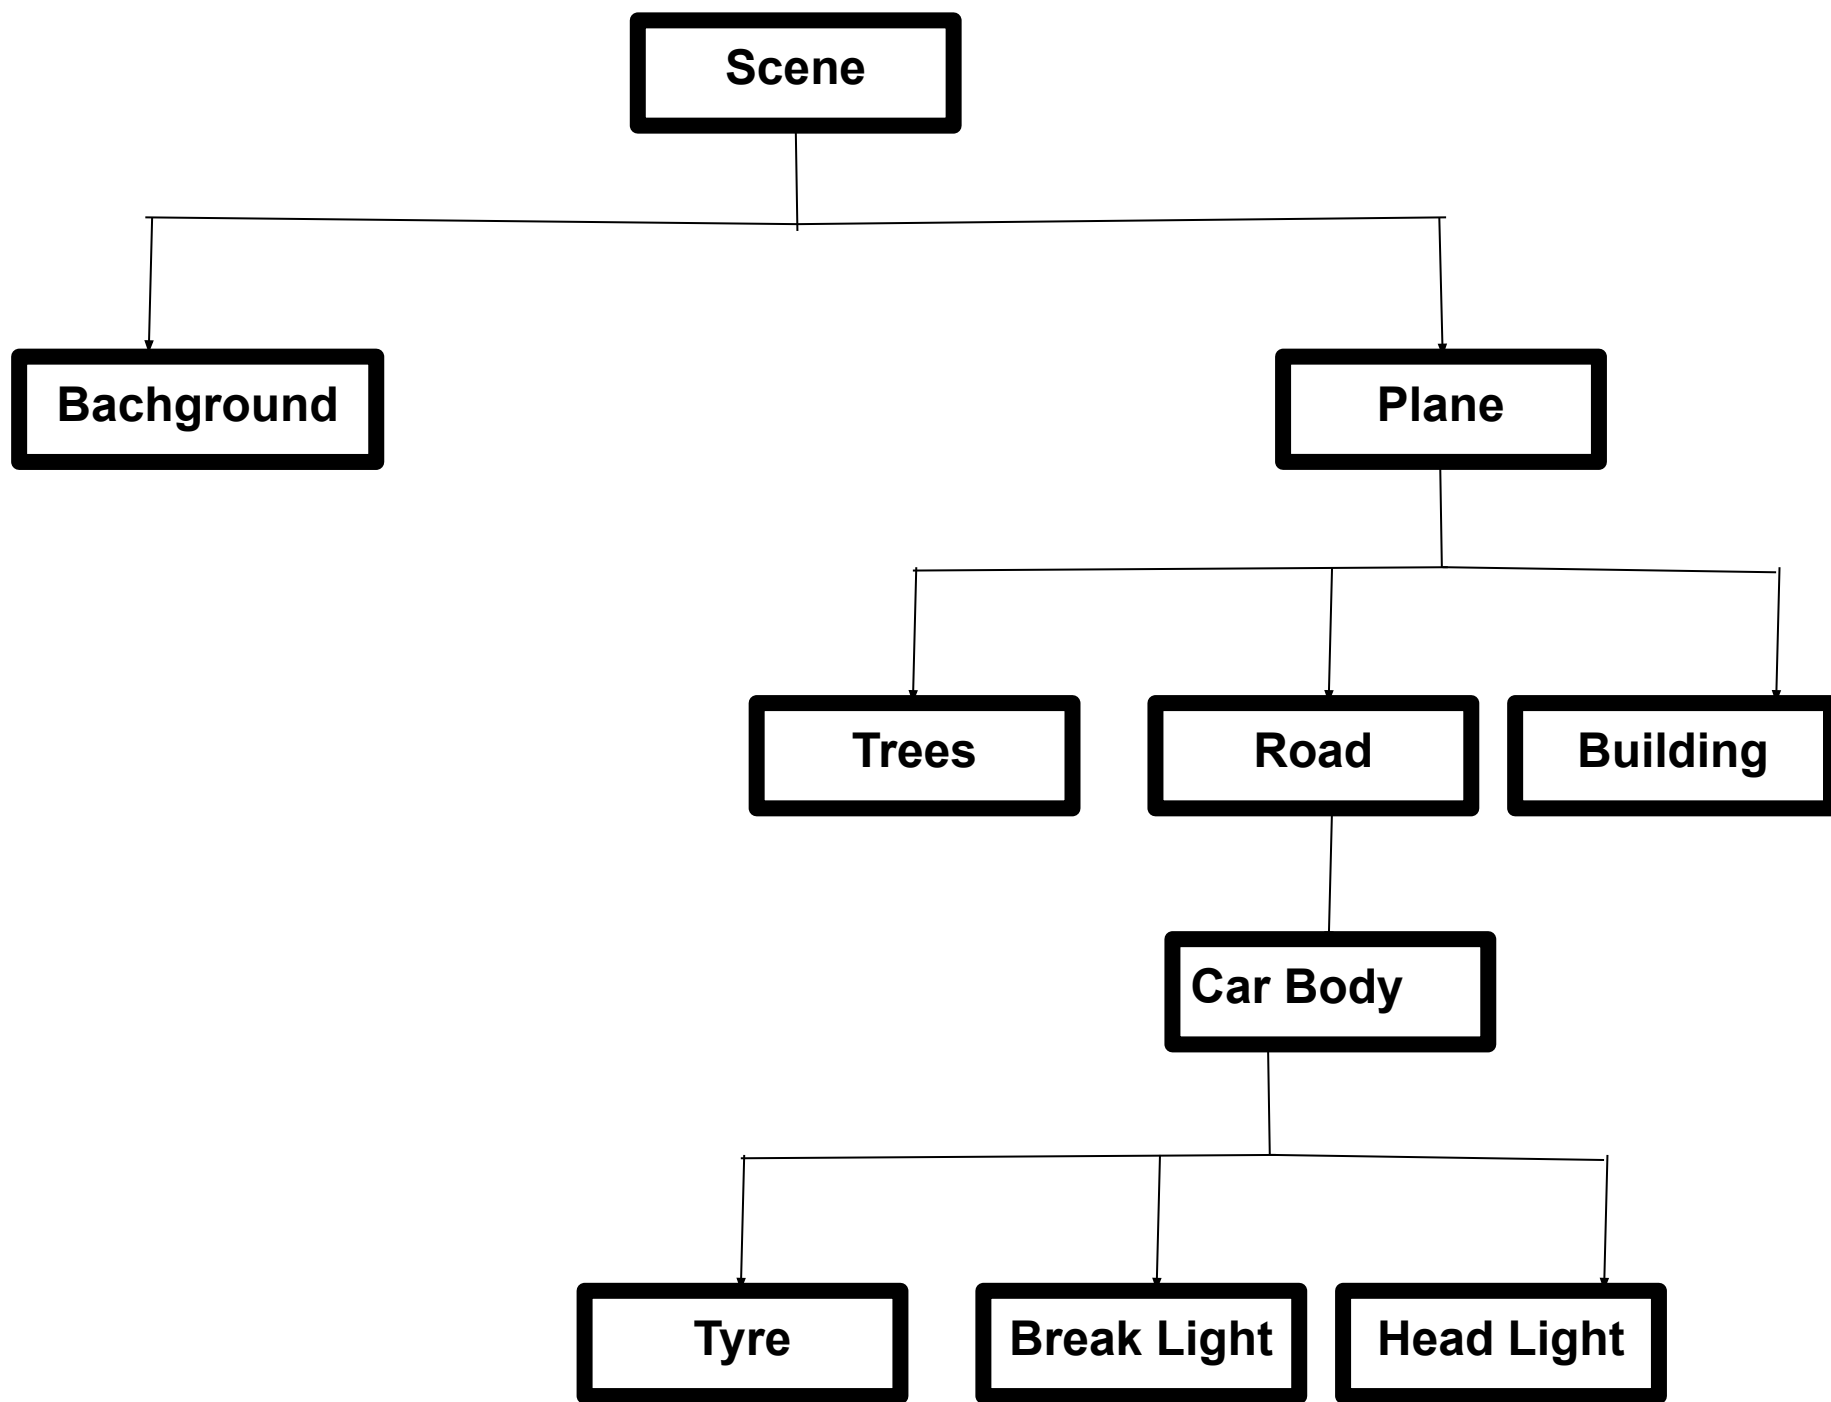 Scene
Bachground
Plane
Trees
Road
Building
Car Body
Tyre
Break Light
Head Light